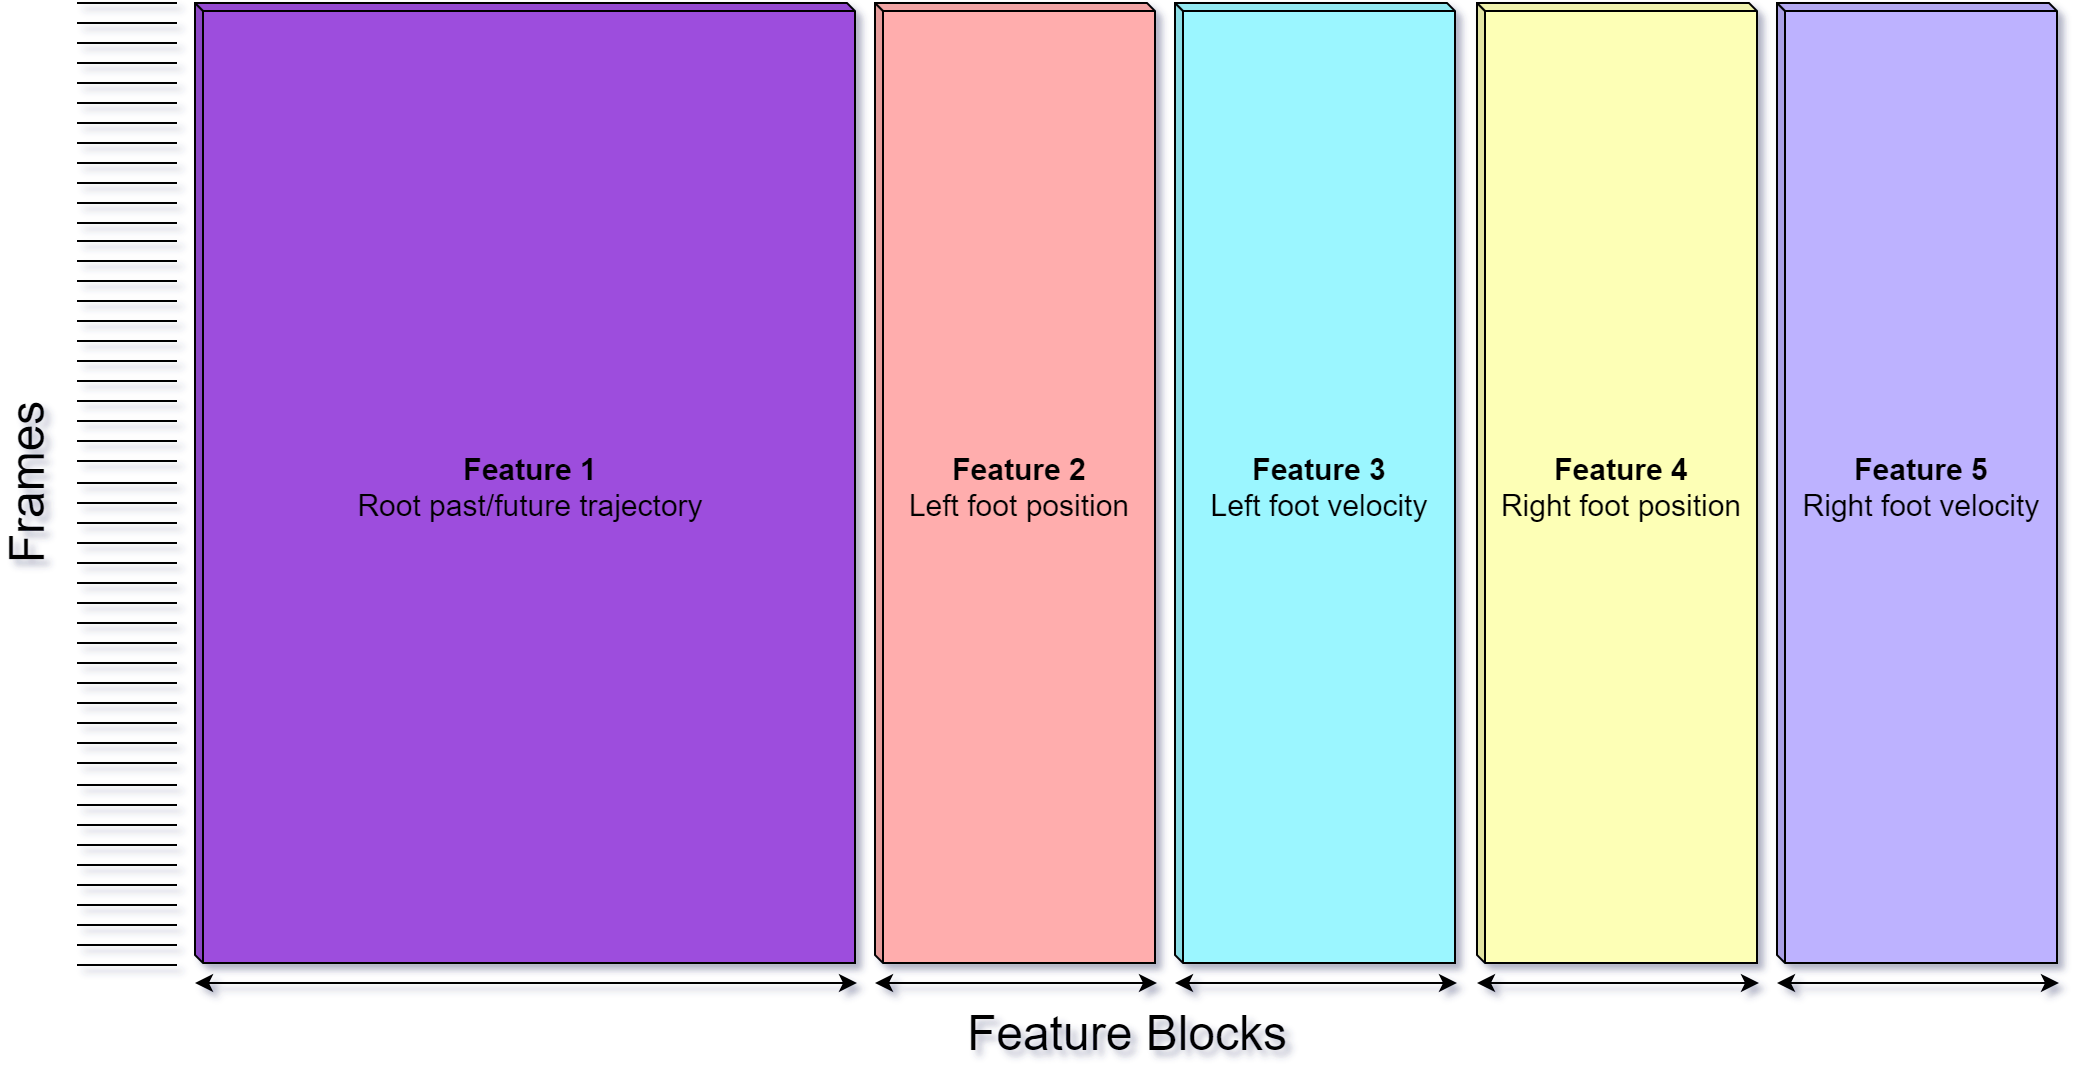 Frames
Feature 1
Root past/future trajectory
Feature 2
Left foot position
Feature 3
Left foot velocity
Feature 4
Right foot position
Feature 5
Right foot velocity
Feature Blocks